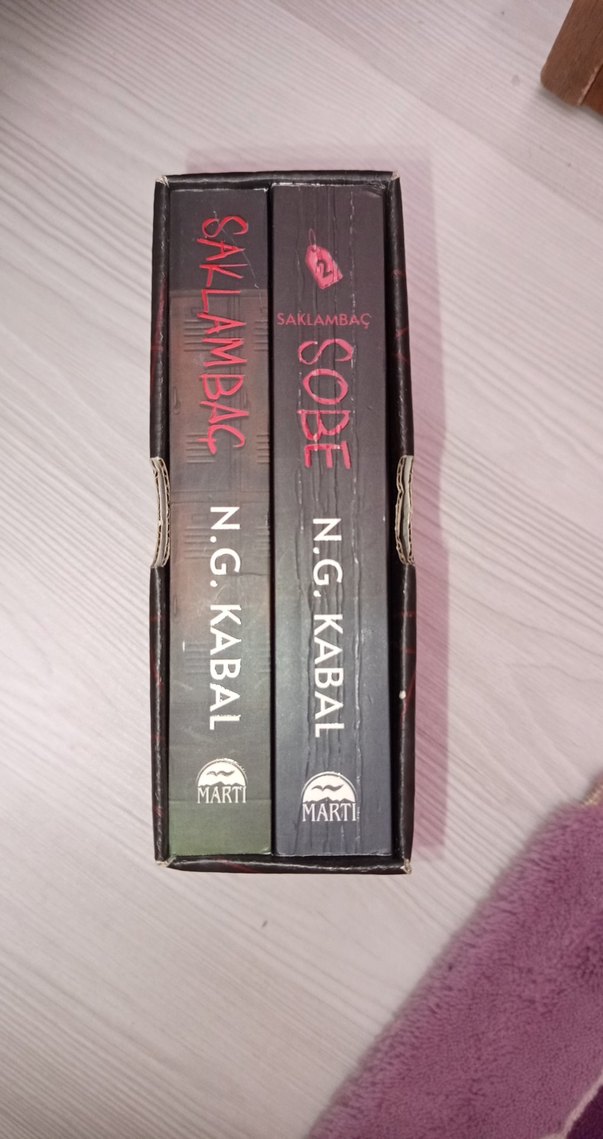 SAKLAMBAÇ
N.G. KABAL
MARTI
2
SAKLAMBAÇ
SOBE
N.G. KABAL
MARTI